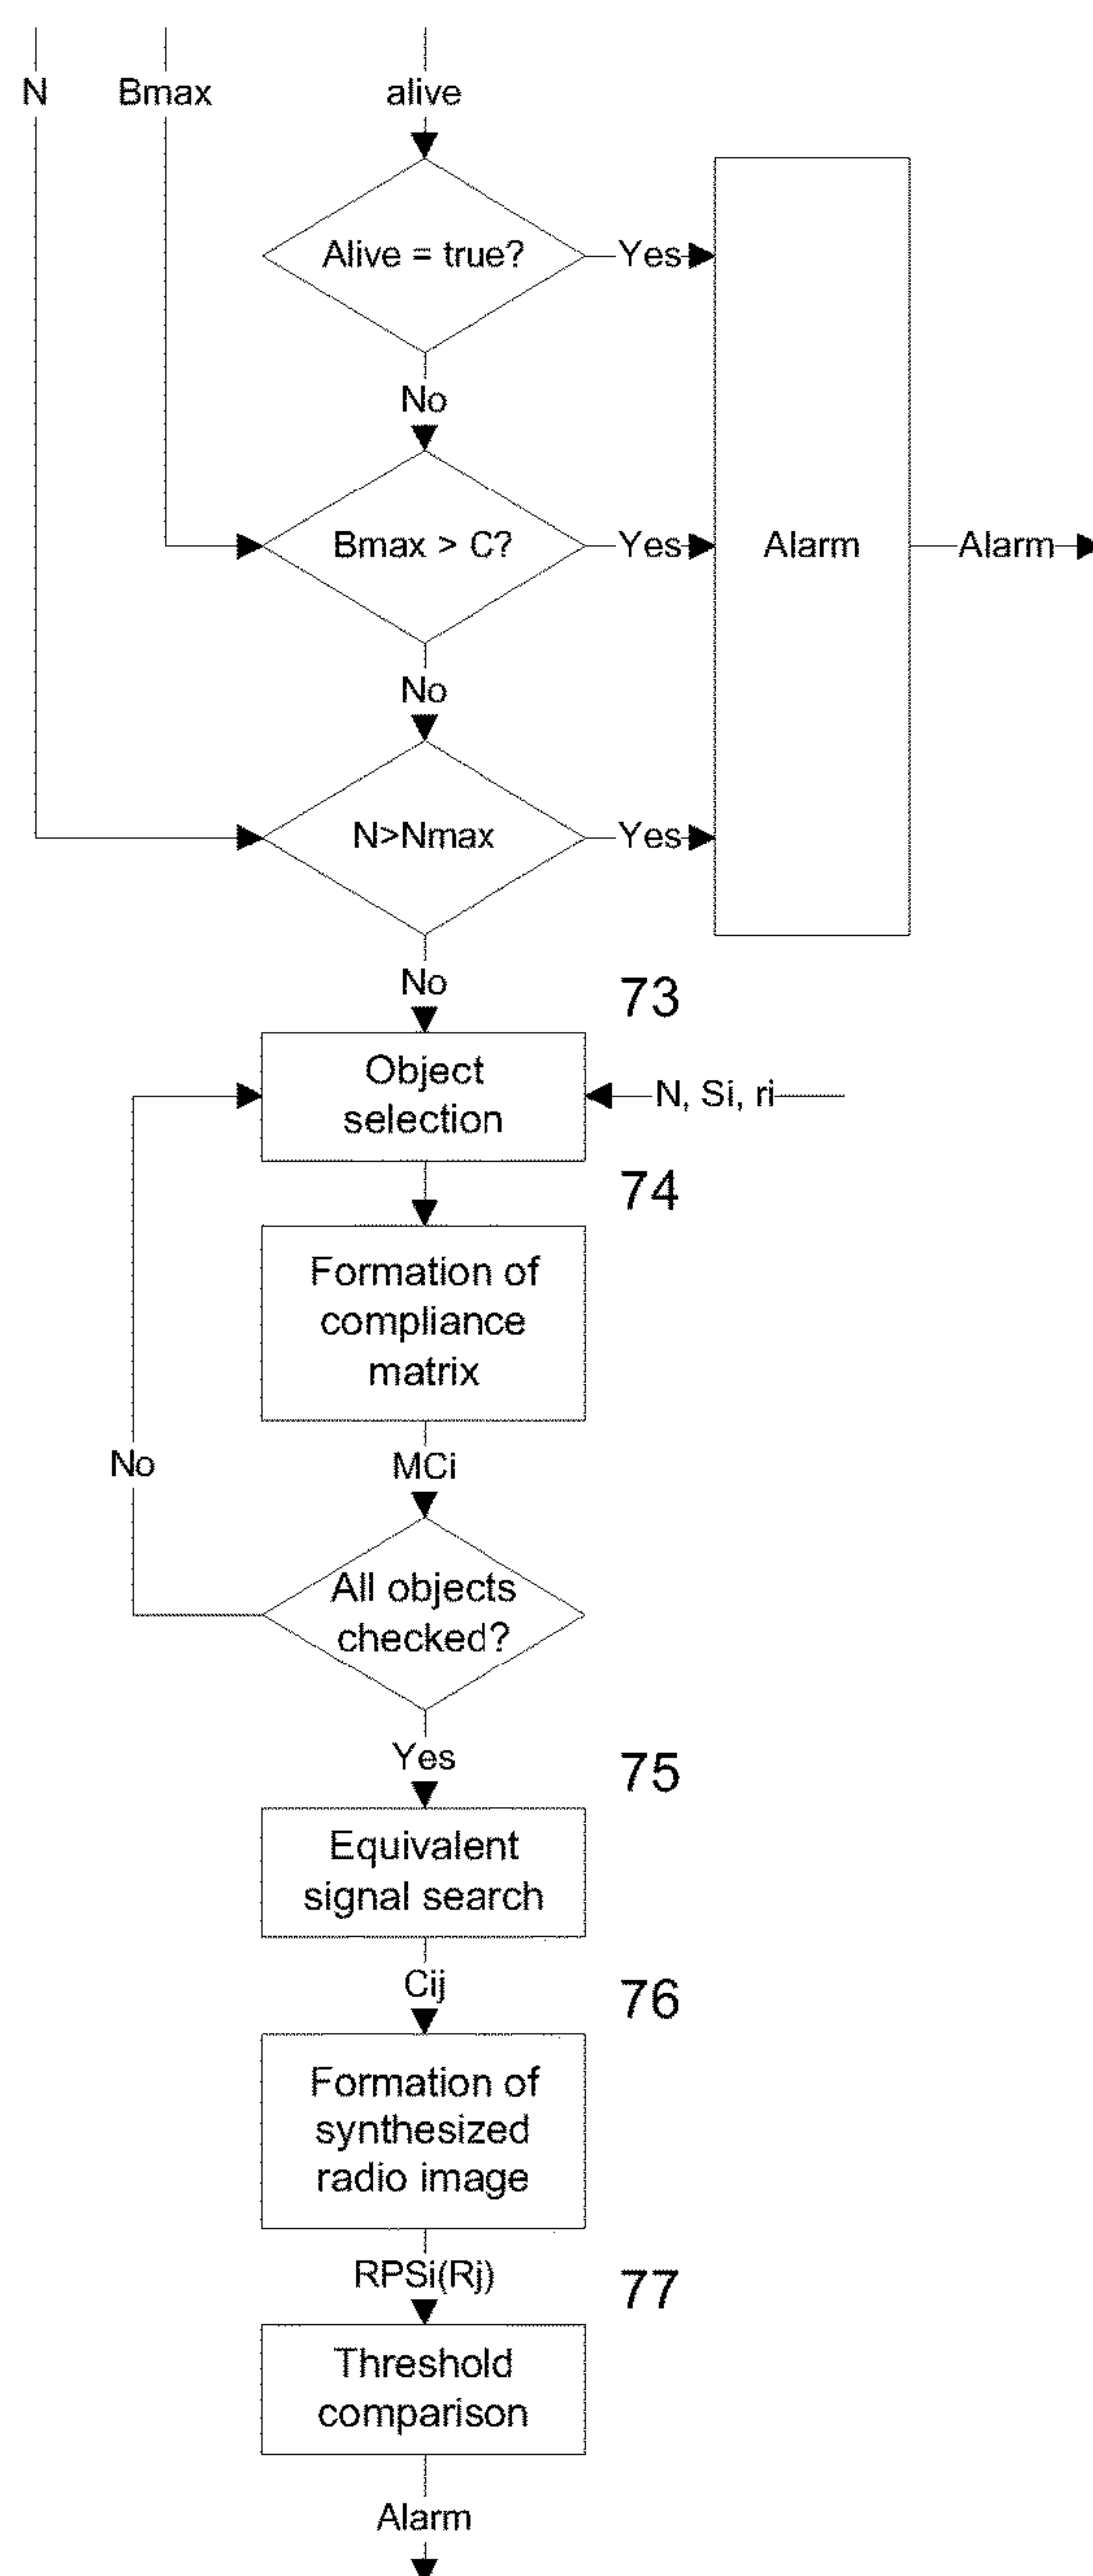 N
Bmax
alive
Alive = true?
Yes
No
Bmax > C?
Yes
Alarm
Alarm
No
N>Nmax
Yes
No
73
Object
selection
N, Si, ri
74
Formation of
compliance
matrix
No
MCi
All objects
checked?
Yes
75
Equivalent
signal search
Cij
76
Formation of
synthesized
radio image
RPSi(Rj)
77
Threshold
comparison
Alarm